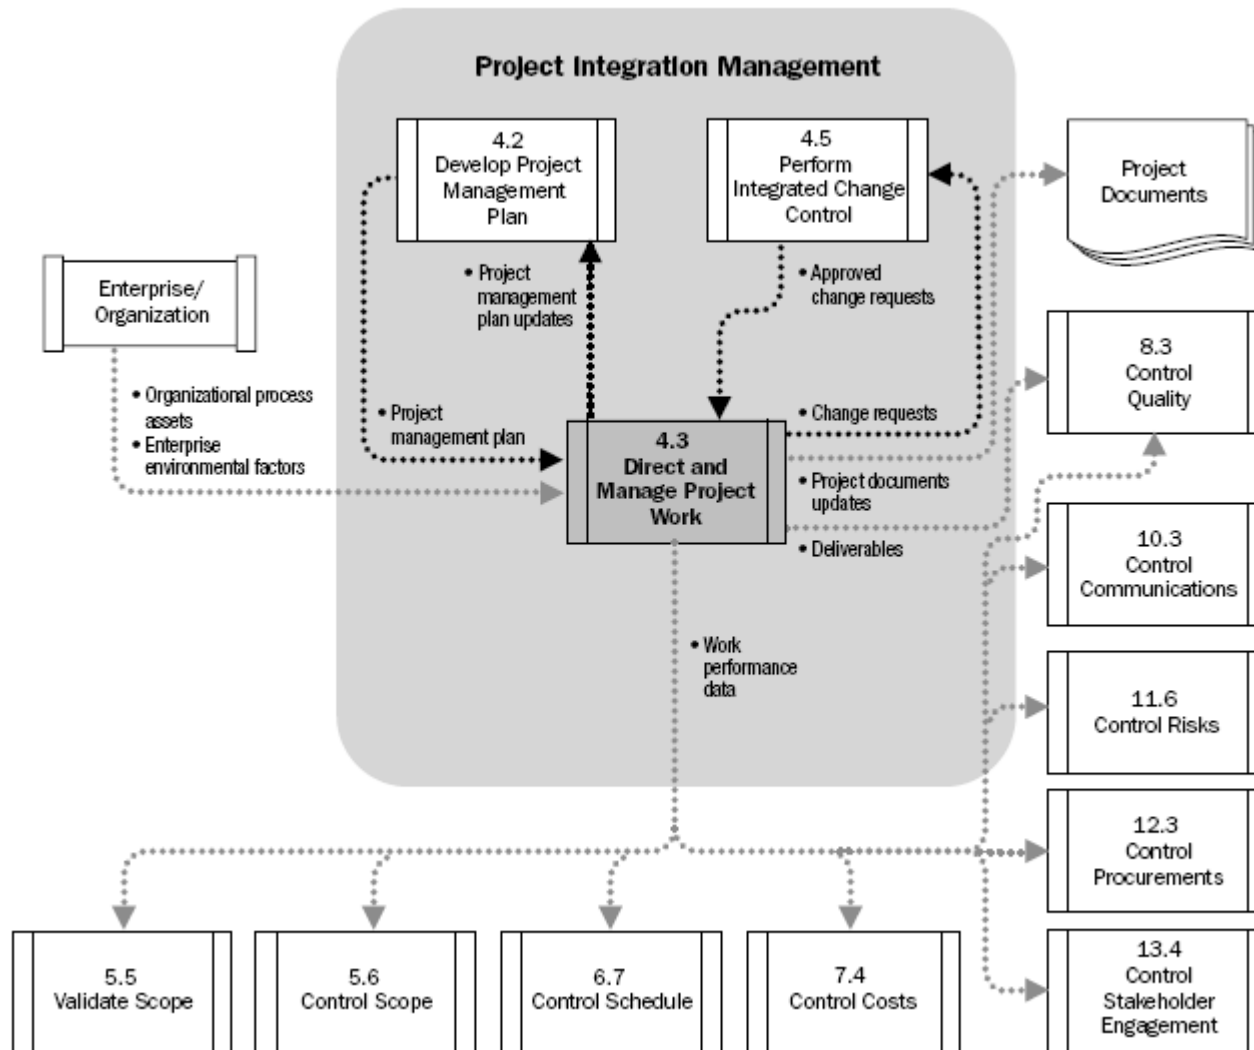 Project Integration Management
4.2
Develop Project
Management
Plan
4.5
Perform
Integrated Change
Control
Project
Documents
Enterprise/
Organization
• Project
management
plan updates
• Approved
change requests
8.3
Control
Quality
• Organizational process
assets
• Enterprise
environmental factors
• Project
management plan
• Change requests
4.3
Direct and
Manage Project
Work
• Project documents
updates
• Deliverables
10.3
Control
Communications
• Work
performance
data
11.6
Control Risks
12.3
Control
Procurements
5.5
Validate Scope
5.6
Control Scope
6.7
Control Schedule
7.4
Control Costs
13.4
Control
Stakeholder
Engagement